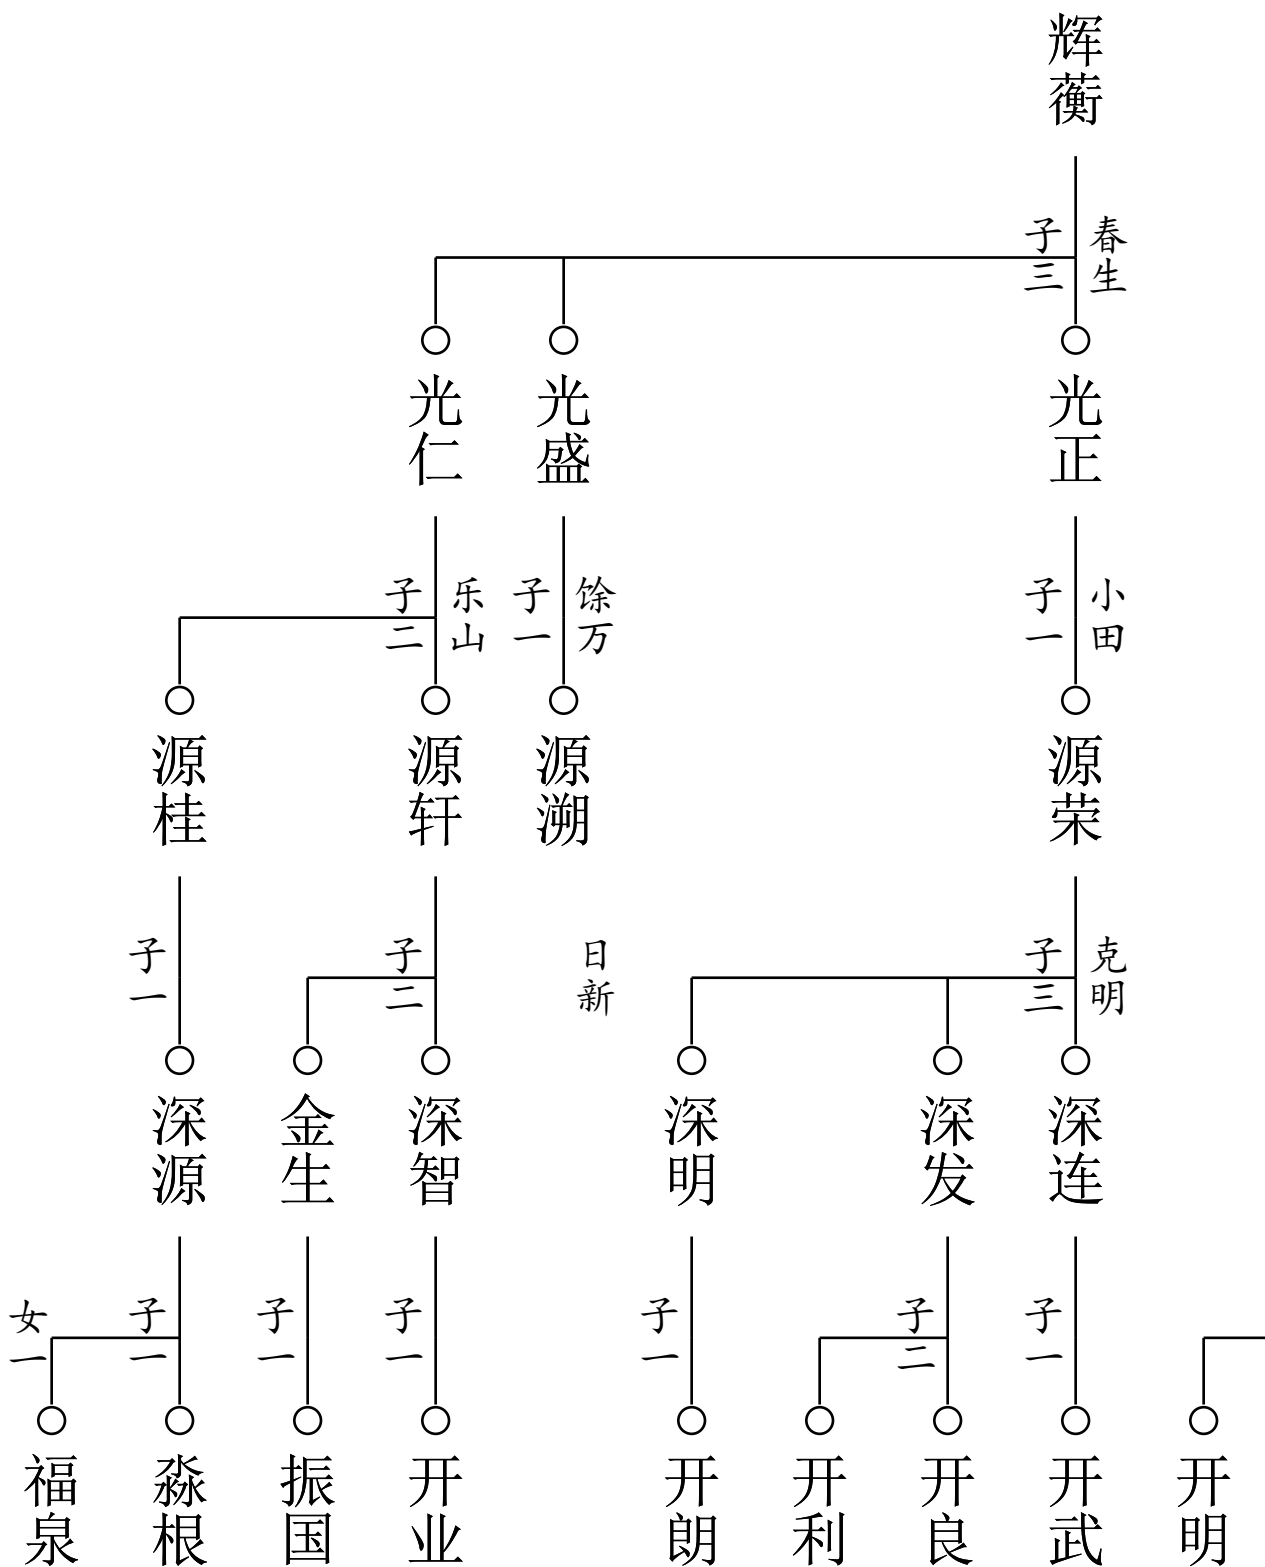 辉蘅
春生
子三
光正
光盛
光仁
小田
子一
馀万
子一
乐山
子二
源荣
源溯
源轩
源桂
克明
子三
日新
子二
子一
深连
深发
深明
深智
金生
深源
子一
子二
子一
子一
子一
子一
女一
开明
开武
开良
开利
开朗
开业
振国
淼根
福泉